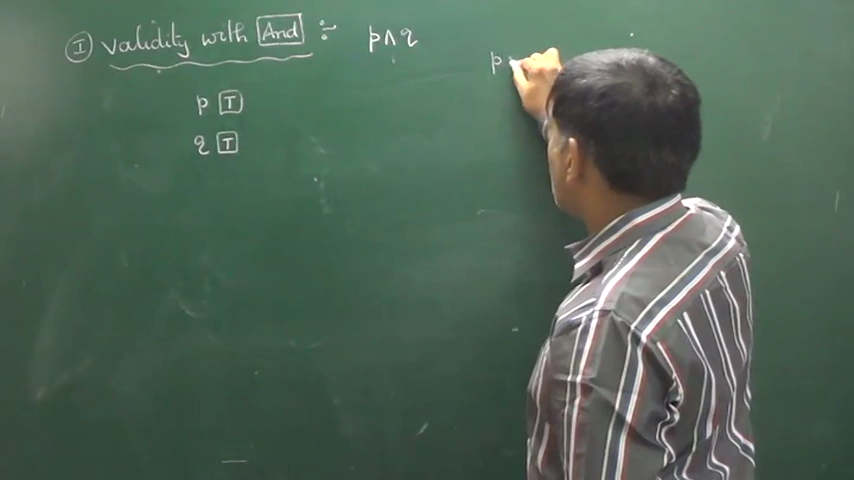 I validity with And :- p∧q
p
p T
q T